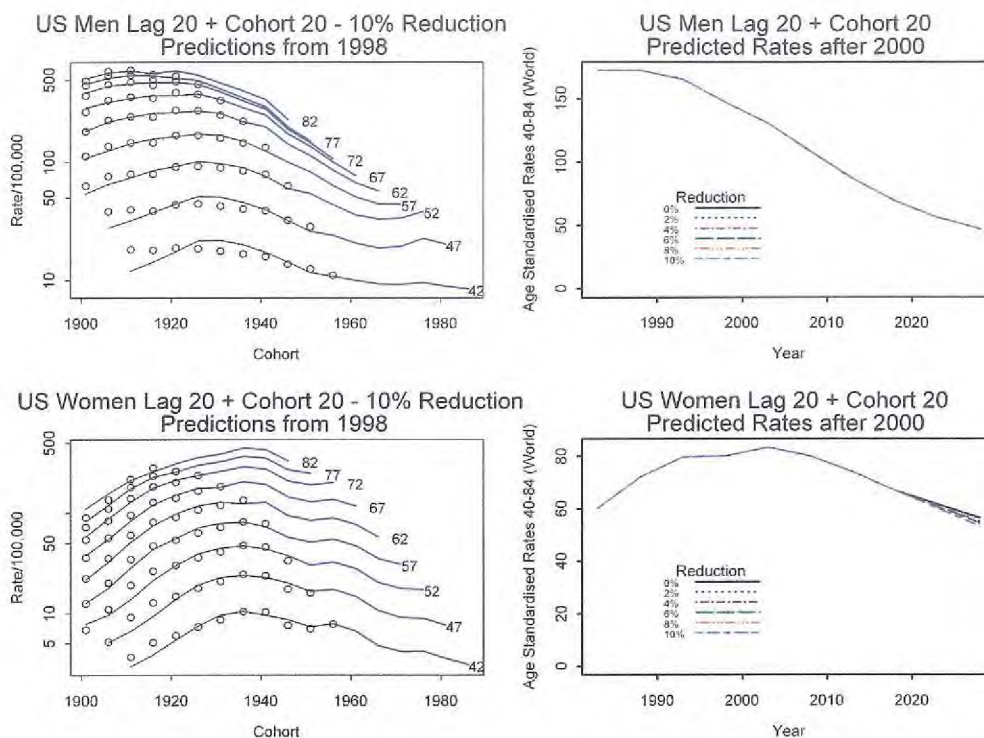 US Men Lag 20 + Cohort 20 - 10% Reduction
Predictions from 1998
Rate/100,000
500
100
50
10
82
77
72
67
62
57
52
47
42
1900 1920 1940 1960 1980
Cohort
US Men Lag 20 + Cohort 20
Predicted Rates after 2000
Age Standardised Rates 40-84 (World)
150
100
50
0
Reduction
0%
2%
4%
6%
8%
10%
1990 2000 2010 2020
Year
US Women Lag 20 + Cohort 20 - 10% Reduction
Predictions from 1998
Rate/100,000
500
50
10
5
82
77
72
67
62
57
52
47
42
1900 1920 1940 1960 1980
Cohort
US Women Lag 20 + Cohort 20
Predicted Rates after 2000
Age Standardised Rates 40-84 (World)
80
60
40
20
0
Reduction
0%
2%
4%
6%
8%
10%
1990 2000 2010 2020
Year